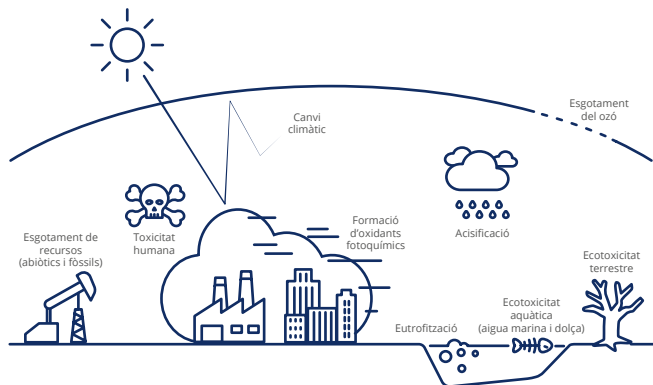 Esgotament
del ozó
Canvi
climàtic
Formació
d'oxidants
fotoquímics
Acisificació
Esgotament de
recursos
(abiòtics i fòssils)
Toxicitat
humana
Ecotoxicitat
terrestre
Eutrofització
Ecotoxicitat
aquàtica
(aigua marina i dolça)